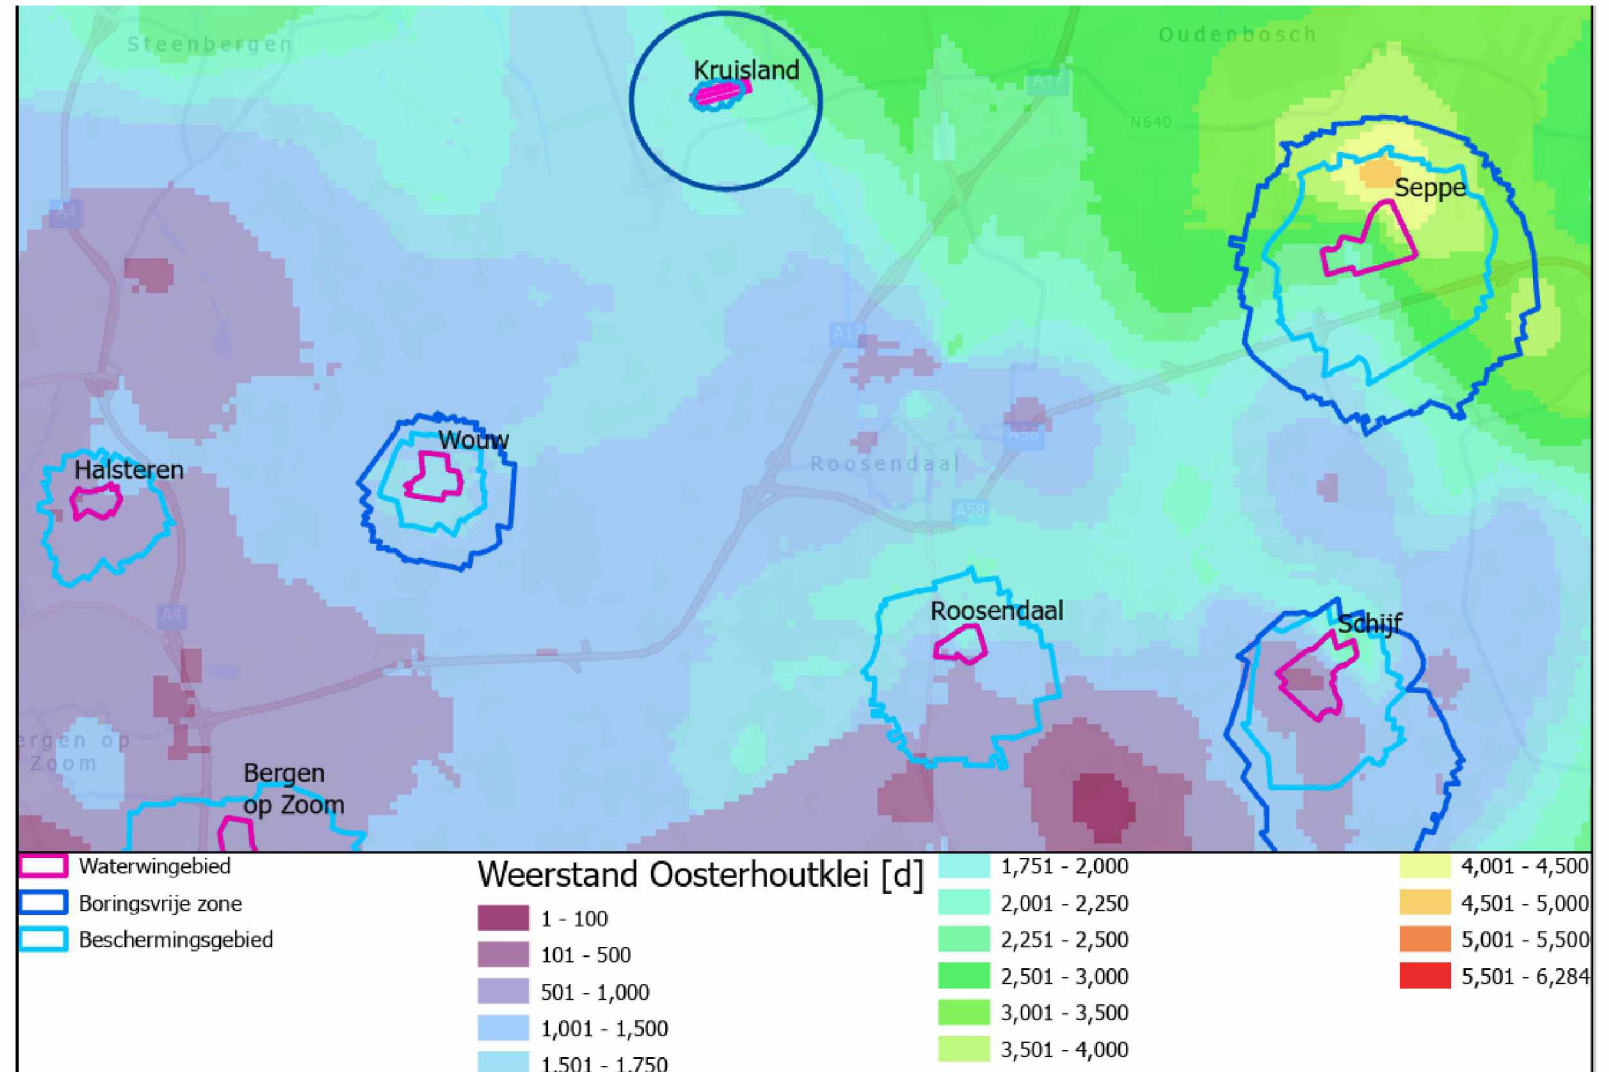 Steenbergen
Oudenbosch
Kruisland
A17
N640
Seppe
A4
A17
Wouw
A58
Roosendaal
Halsteren
A58
A4
Roosendaal
Schijf
ergen op
Zoom
Bergen
op Zoom
Waterwingebied
Boringsvrije zone
Beschermingsgebied
Weerstand Oosterhoutklei [d]
1 - 100
101 - 500
501 - 1,000
1,001 - 1,500
1,501 - 1,750
1,751 - 2,000
2,001 - 2,250
2,251 - 2,500
2,501 - 3,000
3,001 - 3,500
3,501 - 4,000
4,001 - 4,500
4,501 - 5,000
5,001 - 5,500
5,501 - 6,284